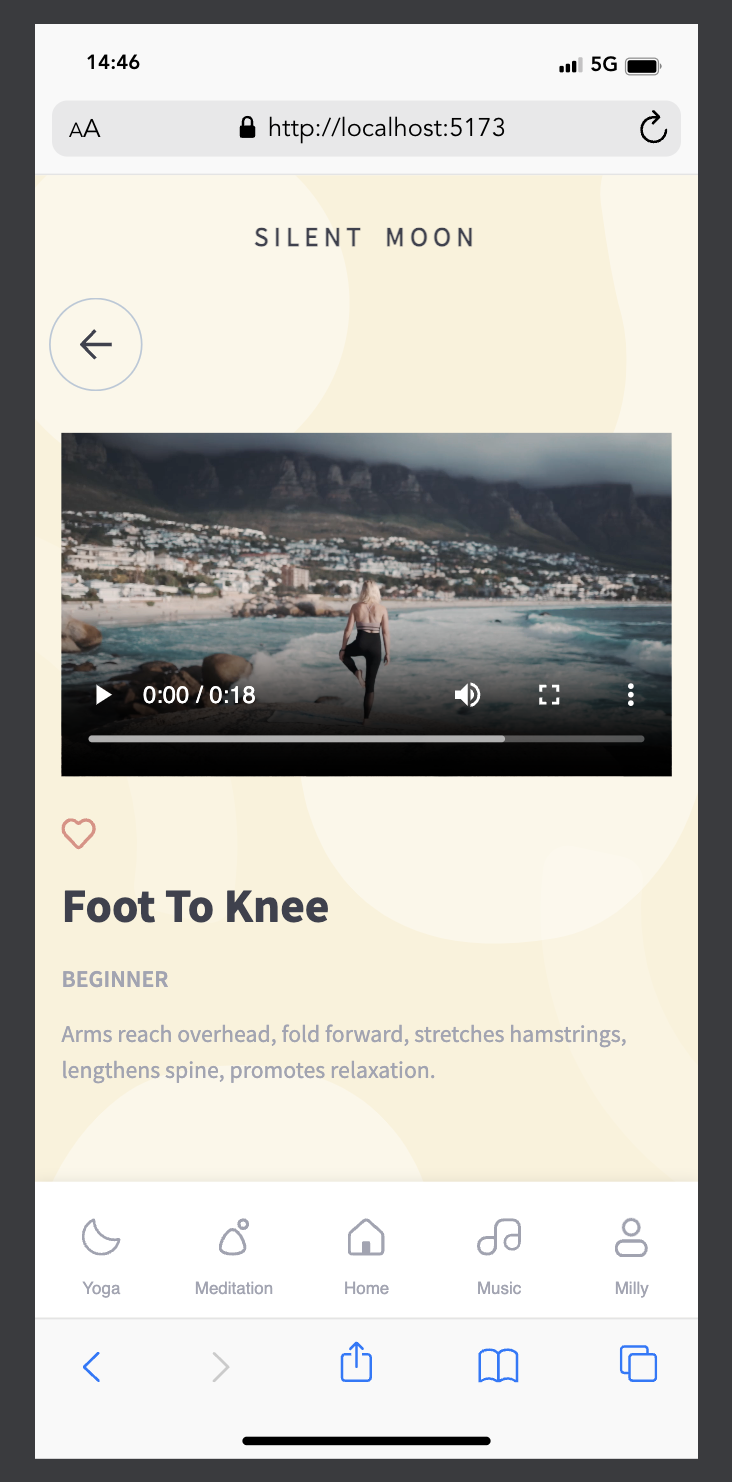 14:46
5G
AA
http://localhost:5173
SILENT MOON
0:00 / 0:18
Foot To Knee
BEGINNER
Arms reach overhead, fold forward, stretches hamstrings,
lengthens spine, promotes relaxation.
Yoga
Meditation
Home
Music
Milly